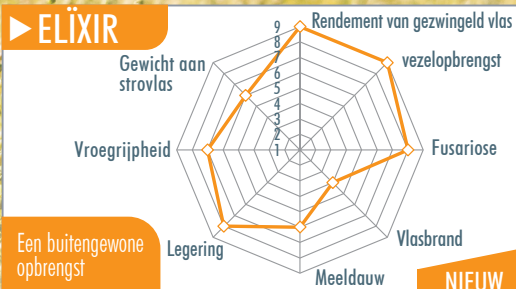 ELÏXIR
Rendement van gezwingeld vlas
vezelopbrengst
Fusariose
Vlasbrand
Meeldauw
Legering
Vroegrijpheid
Gewicht aan
strovlas
9
8
7
6
5
4
3
2
1
Een buitengewone
opbrengst
NIEUW